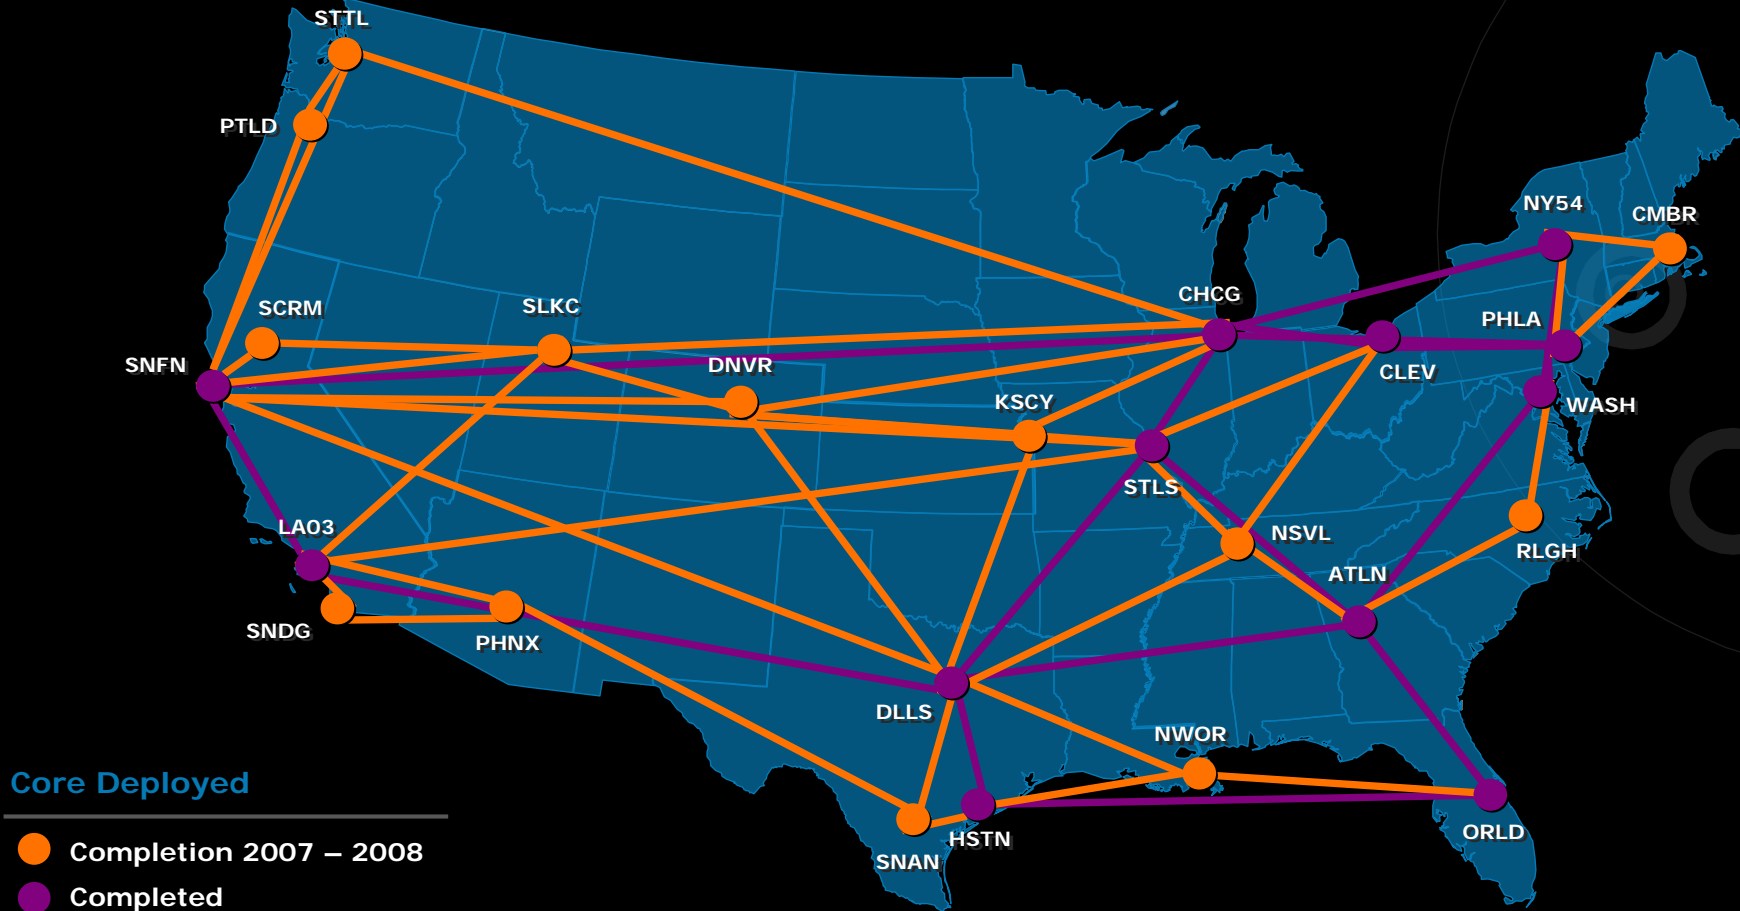 STTL
PTLD
NY54
CMBR
CHCG
SCRM
SLKC
PHLA
SNFN
DNVR
CLEV
KSCY
WASH
STLS
LA03
NSVL
RLGH
ATLN
SNDG
PHNX
DLLS
NWOR
ORLD
HSTN
SNAN
Core Deployed
Completion 2007 – 2008
Completed